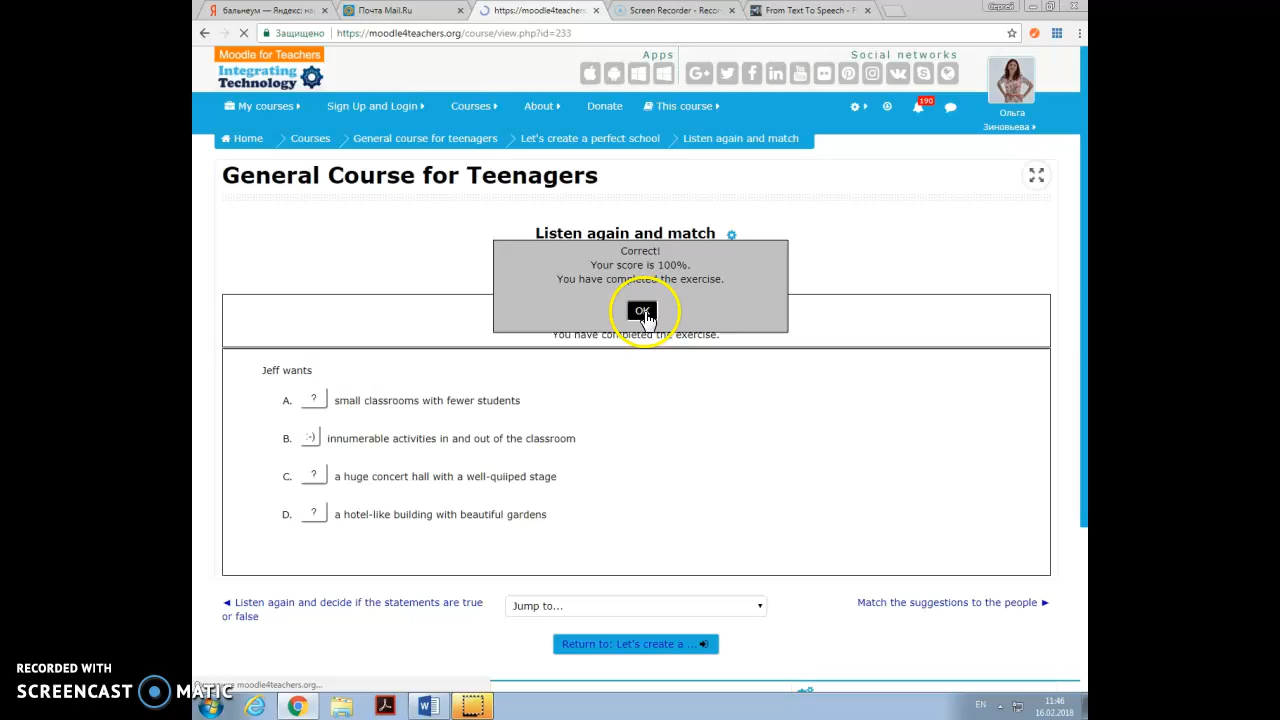 бальнеум — Яндекс: на
Почта Mail.Ru
https://moodle4teachers
Screen Recorder - Recor
From Text To Speech - F
Сергей
Защищено
https://moodle4teachers.org/course/view.php?id=233
Moodle for Teachers
Integrating
Technology
Apps
Social networks
My courses
Sign Up and Login
Courses
About
Donate
This course
190
Ольга
Зиновьева
Home
Courses
General course for teenagers
Let's create a perfect school
Listen again and match
General Course for Teenagers
Listen again and match
Correct!
Your score is 100%.
You have completed the exercise.
OK
You have completed the exercise.
Jeff wants
A. ? small classrooms with fewer students
B. :-) innumerable activities in and out of the classroom
C. ? a huge concert hall with a well-quiiped stage
D. ? a hotel-like building with beautiful gardens
◄ Listen again and decide if the statements are true
or false
Jump to...
Match the suggestions to the people ►
Return to: Let's create a ...
moodle4teachers.org...
RECORDED WITH
SCREENCAST MATIC
EN
11:46
16.02.2018